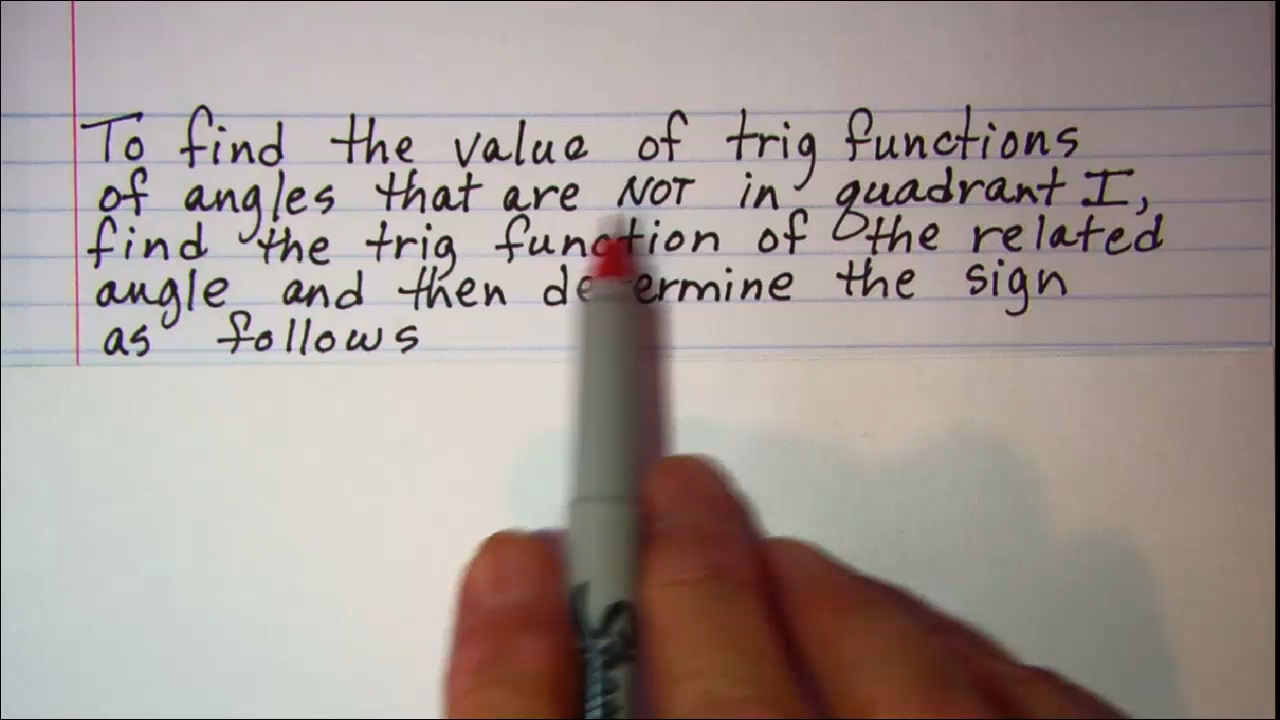 To find the value of trig functions
of angles that are NOT in quadrant I,
find the trig function of the related
angle and then determine the sign
as follows